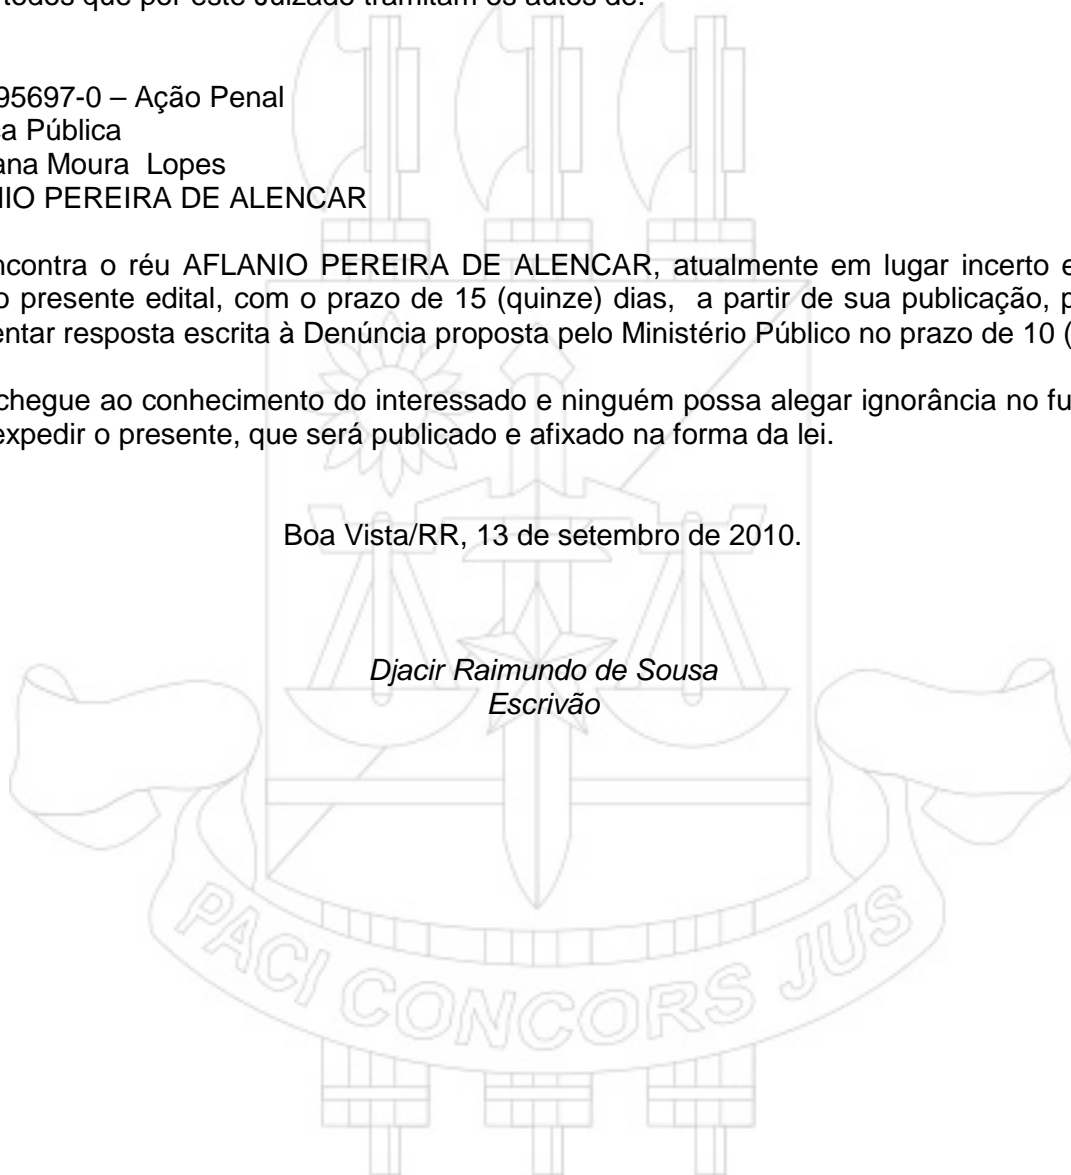 todos que por este Juizado tramitam os autos de:
95697-0 – Ação Penal
a Pública
ana Moura Lopes
IO PEREIRA DE ALENCAR
ncontra o réu AFLANIO PEREIRA DE ALENCAR, atualmente em lugar incerto e
o presente edital, com o prazo de 15 (quinze) dias, a partir de sua publicação, p
entar resposta escrita à Denúncia proposta pelo Ministério Público no prazo de 10 (
chegue ao conhecimento do interessado e ninguém possa alegar ignorância no fu
expedir o presente, que será publicado e afixado na forma da lei.
Boa Vista/RR, 13 de setembro de 2010.
Djacir Raimundo de Sousa
Escrivão
PACI CONCORS JUS